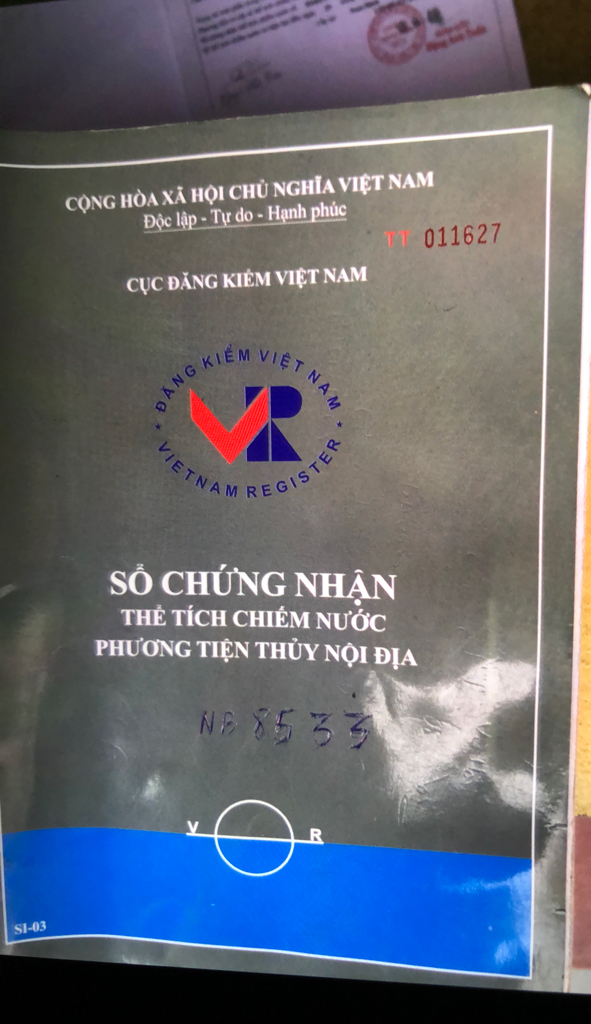 CỘNG HÒA XÃ HỘI CHỦ NGHĨA VIỆT NAM
Độc lập - Tự do - Hạnh phúc
TT 011627
CỤC ĐĂNG KIỂM VIỆT NAM
ĐĂNG KIỂM VIỆT NAM
VR
VIETNAM REGISTER
SỔ CHỨNG NHẬN
THỂ TÍCH CHIẾM NƯỚC
PHƯƠNG TIỆN THỦY NỘI ĐỊA
NB 8533
V R
SI-03